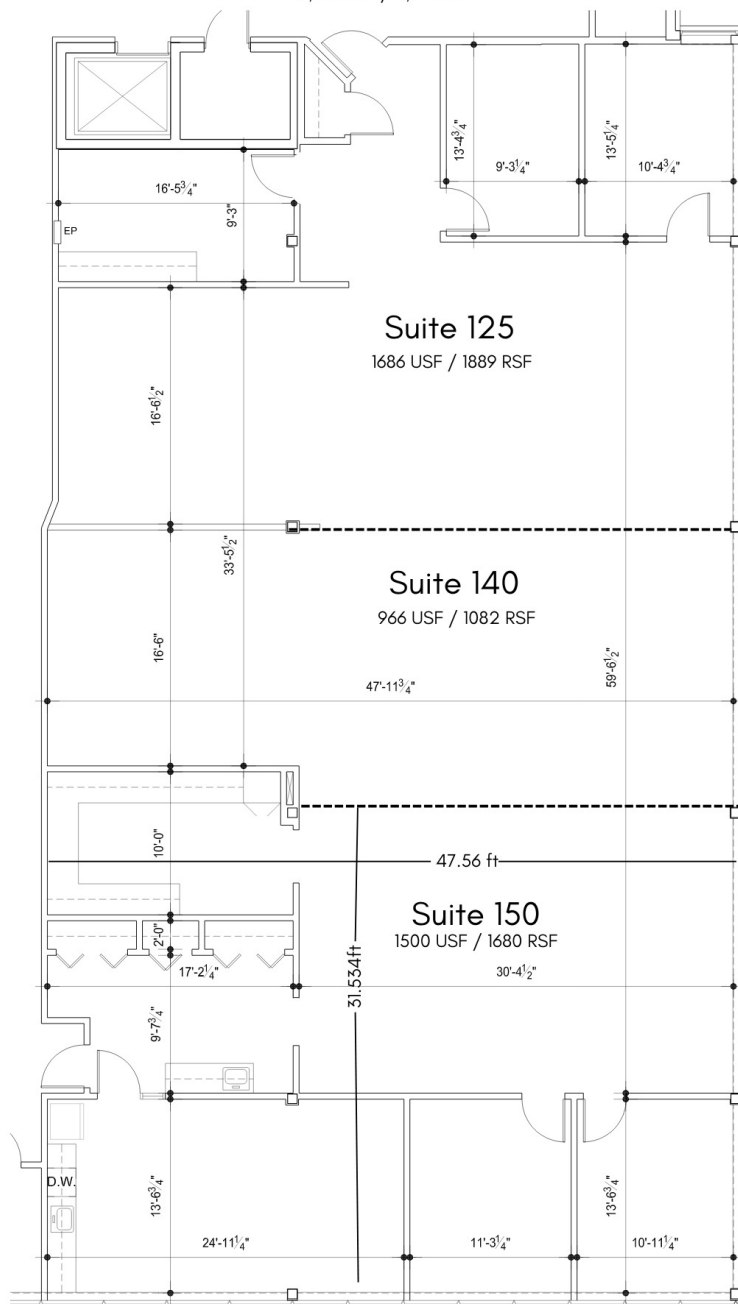 13'-4¾"
9'-3¼"
13'-5¼"
10'-4¾"
16'-5¾"
9'-3"
EP
Suite 125
1686 USF / 1889 RSF
16'-6½"
33'-5½"
Suite 140
966 USF / 1082 RSF
16'-6"
59'-6½"
47'-11¾"
10'-0"
47.56 ft
Suite 150
1500 USF / 1680 RSF
2'-0"
17'-2¼"
31.534ft
30'-4½"
9'-7¾"
D.W.
13'-6¾"
13'-6¾"
24'-11¼"
11'-3¼"
10'-11¼"